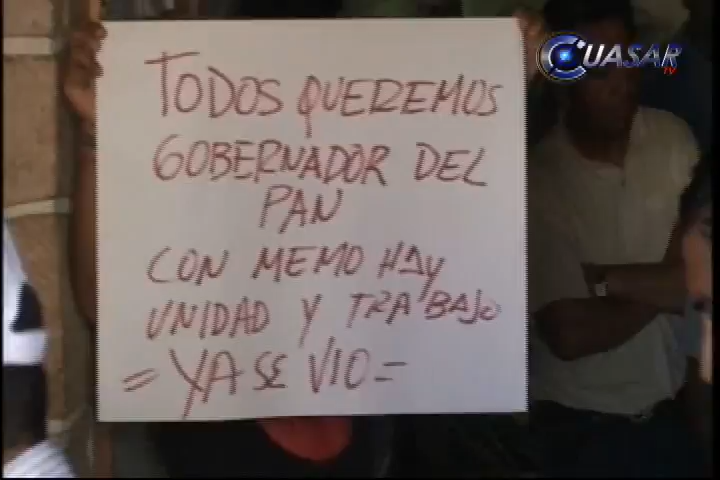 CUASAR
TV
TODOS QUEREMOS
GOBERNADOR DEL
PAN
CON MEMO HAY
UNIDAD Y TRABAJO
= YA SE VIO =